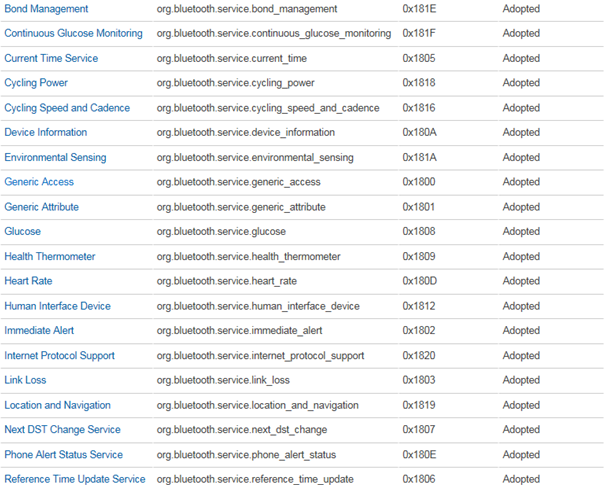 Bond Management org.bluetooth.service.bond_management 0x181E Adopted
Continuous Glucose Monitoring org.bluetooth.service.continuous_glucose_monitoring 0x181F Adopted
Current Time Service org.bluetooth.service.current_time 0x1805 Adopted
Cycling Power org.bluetooth.service.cycling_power 0x1818 Adopted
Cycling Speed and Cadence org.bluetooth.service.cycling_speed_and_cadence 0x1816 Adopted
Device Information org.bluetooth.service.device_information 0x180A Adopted
Environmental Sensing org.bluetooth.service.environmental_sensing 0x181A Adopted
Generic Access org.bluetooth.service.generic_access 0x1800 Adopted
Generic Attribute org.bluetooth.service.generic_attribute 0x1801 Adopted
Glucose org.bluetooth.service.glucose 0x1808 Adopted
Health Thermometer org.bluetooth.service.health_thermometer 0x1809 Adopted
Heart Rate org.bluetooth.service.heart_rate 0x180D Adopted
Human Interface Device org.bluetooth.service.human_interface_device 0x1812 Adopted
Immediate Alert org.bluetooth.service.immediate_alert 0x1802 Adopted
Internet Protocol Support org.bluetooth.service.internet_protocol_support 0x1820 Adopted
Link Loss org.bluetooth.service.link_loss 0x1803 Adopted
Location and Navigation org.bluetooth.service.location_and_navigation 0x1819 Adopted
Next DST Change Service org.bluetooth.service.next_dst_change 0x1807 Adopted
Phone Alert Status Service org.bluetooth.service.phone_alert_status 0x180E Adopted
Reference Time Update Service org.bluetooth.service.reference_time_update 0x1806 Adopted